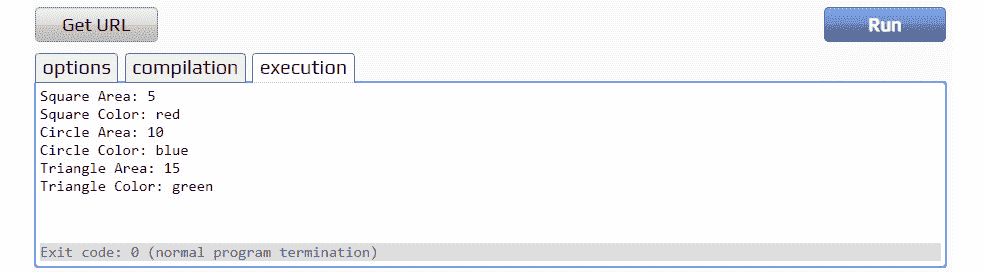 Get URL Run
options compilation execution
Square Area: 5
Square Color: red
Circle Area: 10
Circle Color: blue
Triangle Area: 15
Triangle Color: green
Exit code: 0 (normal program termination)